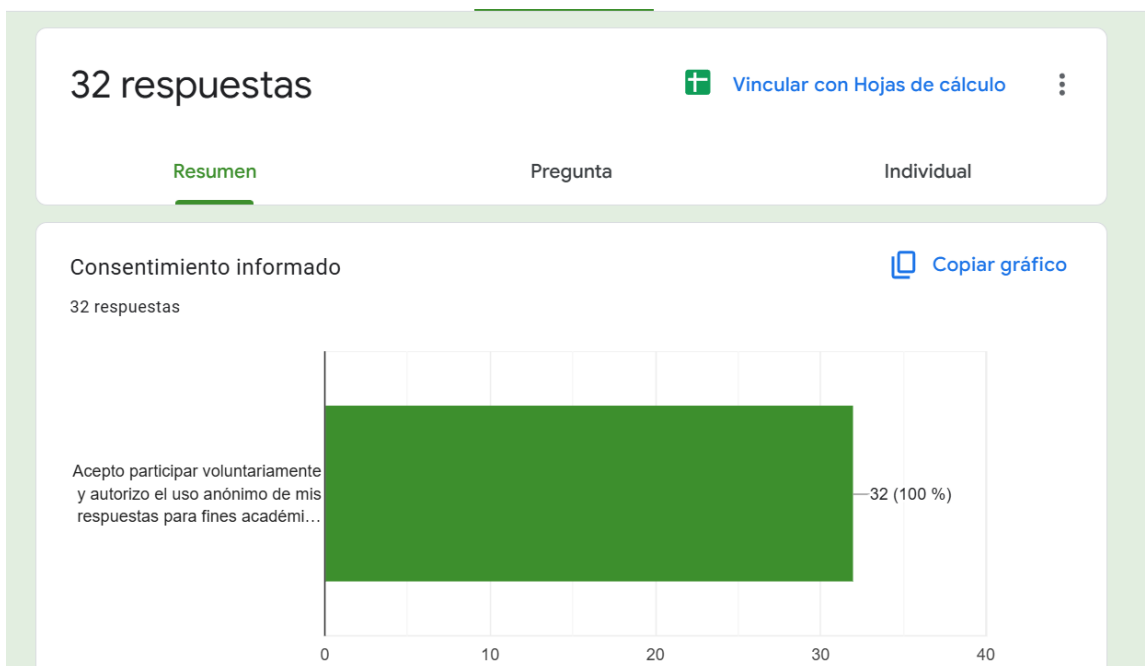 32 respuestas
Vincular con Hojas de cálculo
Resumen
Pregunta
Individual
Consentimiento informado
Copiar gráfico
32 respuestas
Acepto participar voluntariamente
y autorizo el uso anónimo de mis
respuestas para fines académi…
32 (100 %)
0
10
20
30
40